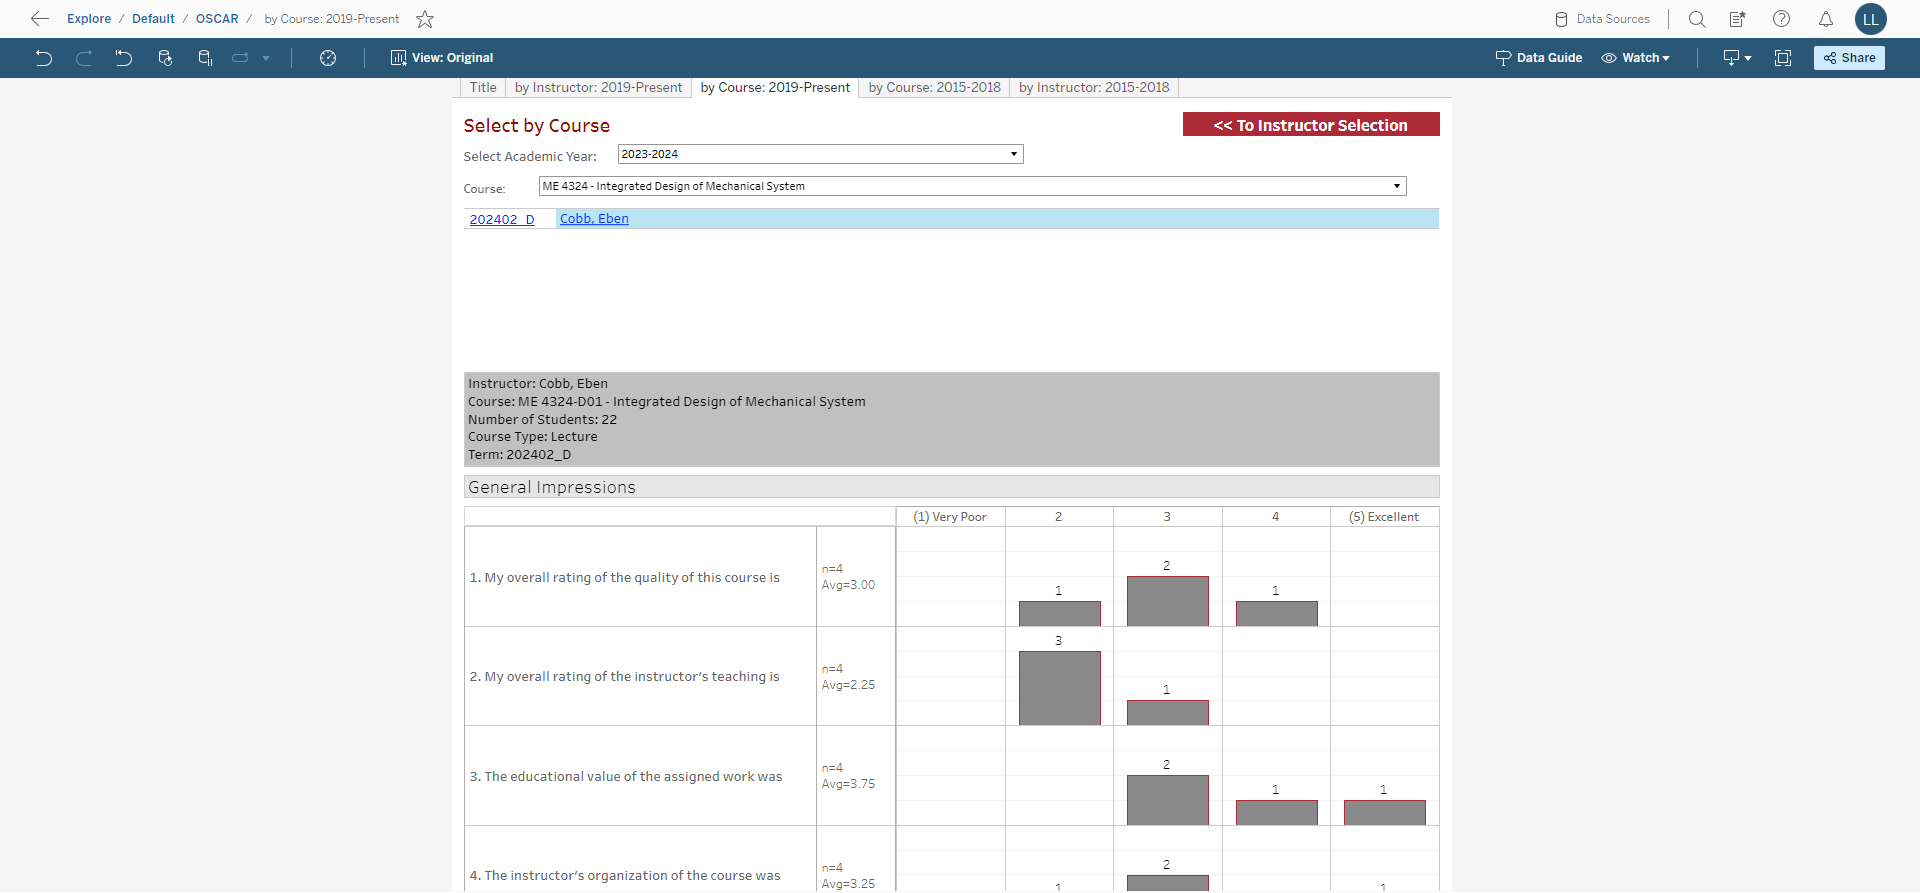 Explore / Default / OSCAR / by Course: 2019-Present
Data Sources
LL
View: Original
Data Guide
Watch
Share
Title
by Instructor: 2019-Present
by Course: 2019-Present
by Course: 2015-2018
by Instructor: 2015-2018
Select by Course
<< To Instructor Selection
Select Academic Year:
2023-2024
Course:
ME 4324 - Integrated Design of Mechanical System
202402_D
Cobb, Eben
Instructor: Cobb, Eben
Course: ME 4324-D01 - Integrated Design of Mechanical System
Number of Students: 22
Course Type: Lecture
Term: 202402_D
General Impressions
(1) Very Poor
2
3
4
(5) Excellent
1. My overall rating of the quality of this course is
n=4
Avg=3.00
1
2
1
2. My overall rating of the instructor's teaching is
n=4
Avg=2.25
3
1
3. The educational value of the assigned work was
n=4
Avg=3.75
2
1
1
4. The instructor's organization of the course was
n=4
Avg=3.25
1
2
1